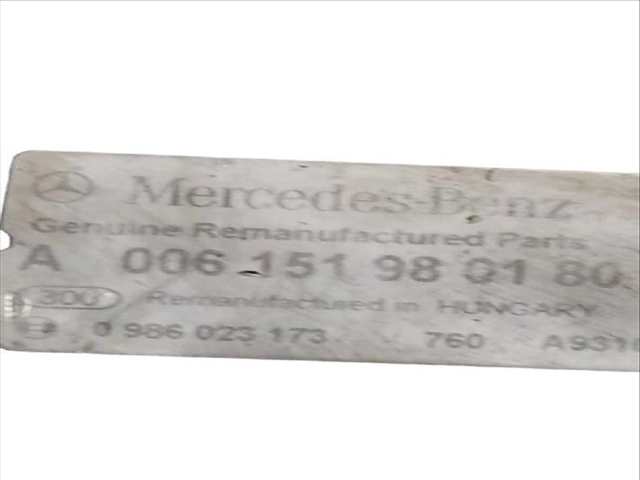 Mercedes-Benz
Genuine Remanufactured Parts
A 006 151 98 01 80
300 Remanufactured in HUNGARY
0 986 023 173 760